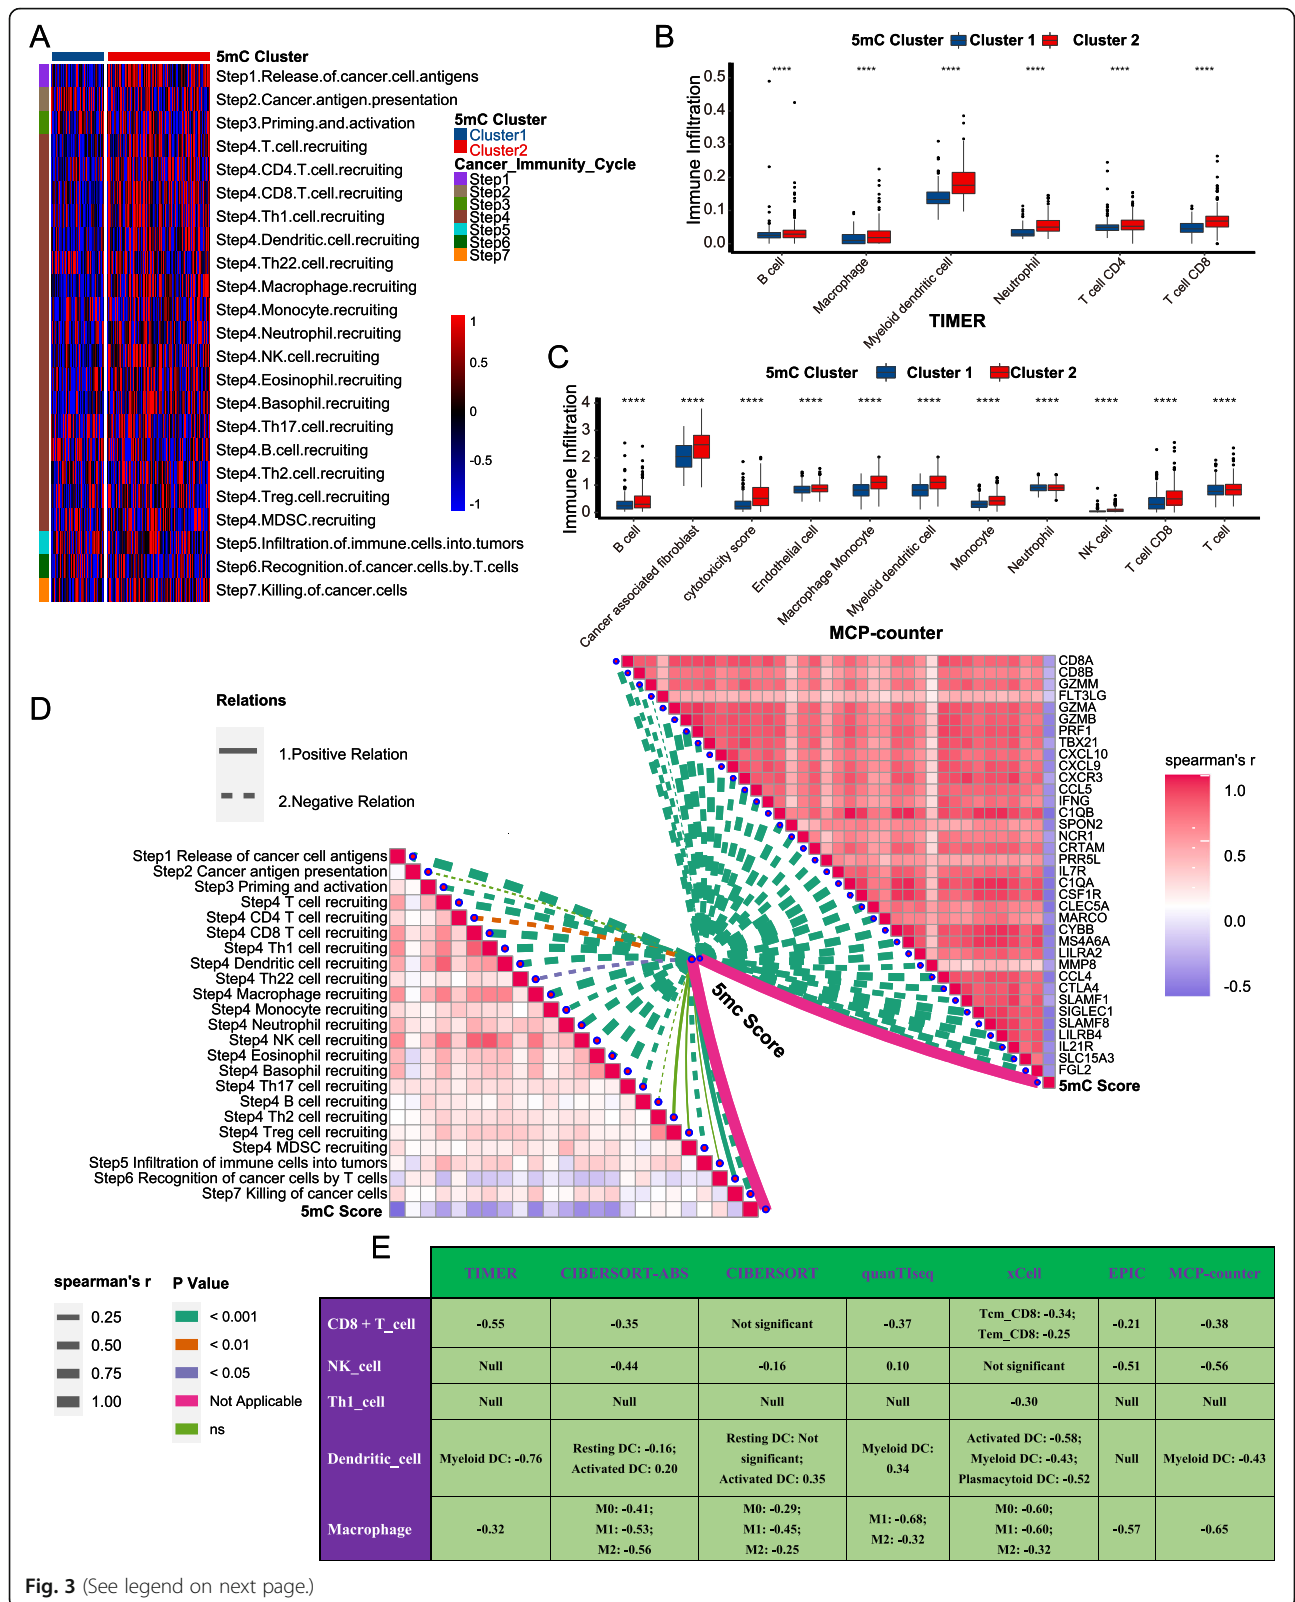 A
5mC Cluster
Step1.Release.of.cancer.cell.antigens
Step2.Cancer.antigen.presentation
Step3.Priming.and.activation
Step4.T.cell.recruiting
Step4.CD4.T.cell.recruiting
Step4.CD8.T.cell.recruiting
Step4.Th1.cell.recruiting
Step4.Dendritic.cell.recruiting
Step4.Th22.cell.recruiting
Step4.Macrophage.recruiting
Step4.Monocyte.recruiting
Step4.Neutrophil.recruiting
Step4.NK.cell.recruiting
Step4.Eosinophil.recruiting
Step4.Basophil.recruiting
Step4.Th17.cell.recruiting
Step4.B.cell.recruiting
Step4.Th2.cell.recruiting
Step4.Treg.cell.recruiting
Step4.MDSC.recruiting
Step5.Infiltration.of.immune.cells.into.tumors
Step6.Recognition.of.cancer.cells.by.T.cells
Step7.Killing.of.cancer.cells
5mC Cluster
Cluster1
Cluster2
Cancer_Immunity_Cycle
Step1
Step2
Step3
Step4
Step5
Step6
Step7
1
0.5
0
-0.5
-1
B
5mC Cluster Cluster 1 Cluster 2
**** **** **** **** **** ****
Immune Infiltration
0.5
0.4
0.3
0.2
0.1
0.0
B cell
Macrophage
Myeloid dendritic cell
Neutrophil
T cell CD4
T cell CD8
TIMER
C
5mC Cluster Cluster 1 Cluster 2
**** **** **** **** **** **** **** **** **** **** ****
Immune Infiltration
4
3
2
1
0
B cell
Cancer associated fibroblast
cytotoxicity score
Endothelial cell
Macrophage Monocyte
Myeloid dendritic cell
Monocyte
Neutrophil
NK cell
T cell CD8
T cell
MCP-counter
D
Relations
1.Positive Relation
2.Negative Relation
CD8A
CD8B
GZMM
FLT3LG
GZMA
GZMB
PRF1
TBX21
CXCL10
CXCL9
CXCR3
CCL5
IFNG
C1QB
SPON2
NCR1
CRTAM
PRR5L
IL7R
C1QA
CSF1R
CLEC5A
MARCO
CYBB
MS4A6A
LILRA2
MMP8
CCL4
CTLA4
SLAMF1
SIGLEC1
SLAMF8
LILRB4
IL21R
SLC15A3
FGL2
5mC Score
spearman's r
1.0
0.5
0.0
-0.5
5mc Score
Step1 Release of cancer cell antigens
Step2 Cancer antigen presentation
Step3 Priming and activation
Step4 T cell recruiting
Step4 CD4 T cell recruiting
Step4 CD8 T cell recruiting
Step4 Th1 cell recruiting
Step4 Dendritic cell recruiting
Step4 Th22 cell recruiting
Step4 Macrophage recruiting
Step4 Monocyte recruiting
Step4 Neutrophil recruiting
Step4 NK cell recruiting
Step4 Eosinophil recruiting
Step4 Basophil recruiting
Step4 Th17 cell recruiting
Step4 B cell recruiting
Step4 Th2 cell recruiting
Step4 Treg cell recruiting
Step4 MDSC recruiting
Step5 Infiltration of immune cells into tumors
Step6 Recognition of cancer cells by T cells
Step7 Killing of cancer cells
5mC Score
spearman's r
0.25
0.50
0.75
1.00
P Value
< 0.001
< 0.01
< 0.05
Not Applicable
ns
E
TIMER CIBERSORT-ABS CIBERSORT quanTIseq xCell EPIC MCP-counter
CD8 + T_cell -0.55 -0.35 Not significant -0.37 Tcm_CD8: -0.34; Tem_CD8: -0.25 -0.21 -0.38
NK_cell Null -0.44 -0.16 0.10 Not significant -0.51 -0.56
Th1_cell Null Null Null Null -0.30 Null Null
Dendritic_cell Myeloid DC: -0.76 Resting DC: -0.16; Activated DC: 0.20 Resting DC: Not significant; Activated DC: 0.35 Myeloid DC: 0.34 Activated DC: -0.58; Myeloid DC: -0.43; Plasmacytoid DC: -0.52 Null Myeloid DC: -0.43
Macrophage -0.32 M0: -0.41; M1: -0.53; M2: -0.56 M0: -0.29; M1: -0.45; M2: -0.25 M1: -0.68; M2: -0.32 M0: -0.60; M1: -0.60; M2: -0.32 -0.57 -0.65
Fig. 3 (See legend on next page.)